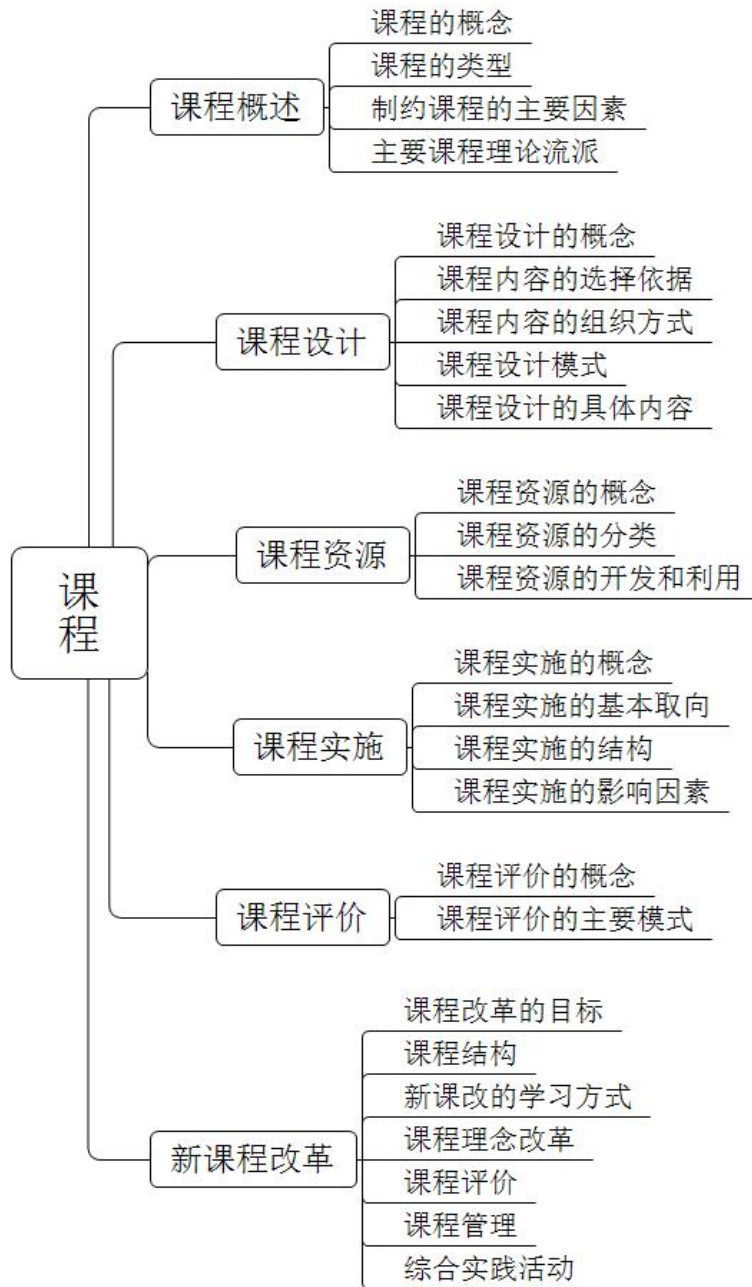 课程
课程概述
课程的概念
课程的类型
制约课程的主要因素
主要课程理论流派
课程设计
课程设计的概念
课程内容的选择依据
课程内容的组织方式
课程设计模式
课程设计的具体内容
课程资源
课程资源的概念
课程资源的分类
课程资源的开发和利用
课程实施
课程实施的概念
课程实施的基本取向
课程实施的结构
课程实施的影响因素
课程评价
课程评价的概念
课程评价的主要模式
新课程改革
课程改革的目标
课程结构
新课改的学习方式
课程理念改革
课程评价
课程管理
综合实践活动